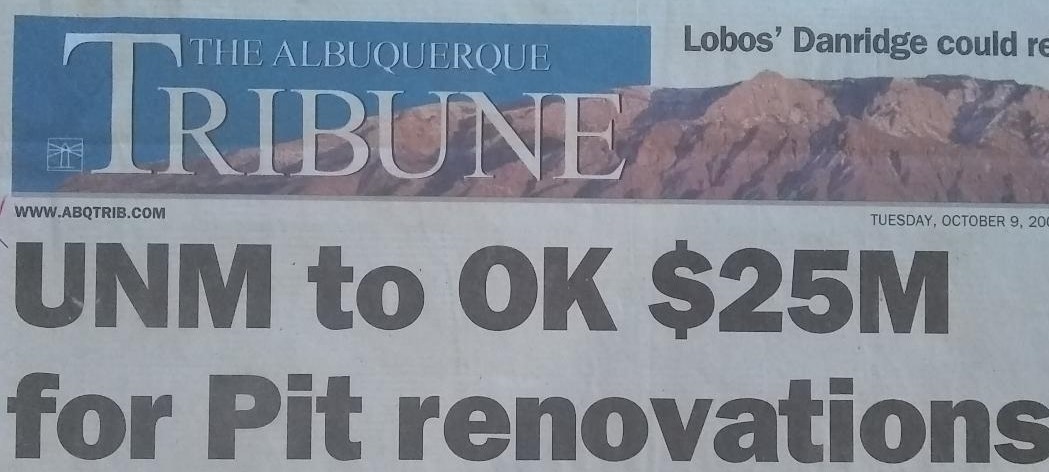 Lobos' Danridge could re
THE ALBUQUERQUE
TRIBUNE
WWW.ABQTRIB.COM
TUESDAY, OCTOBER 9, 200
UNM to OK $25M
for Pit renovations